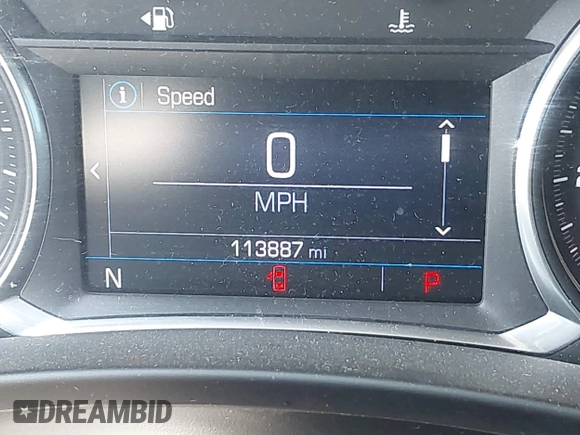 Speed
0
MPH
113887 mi
N P
DREAMBID